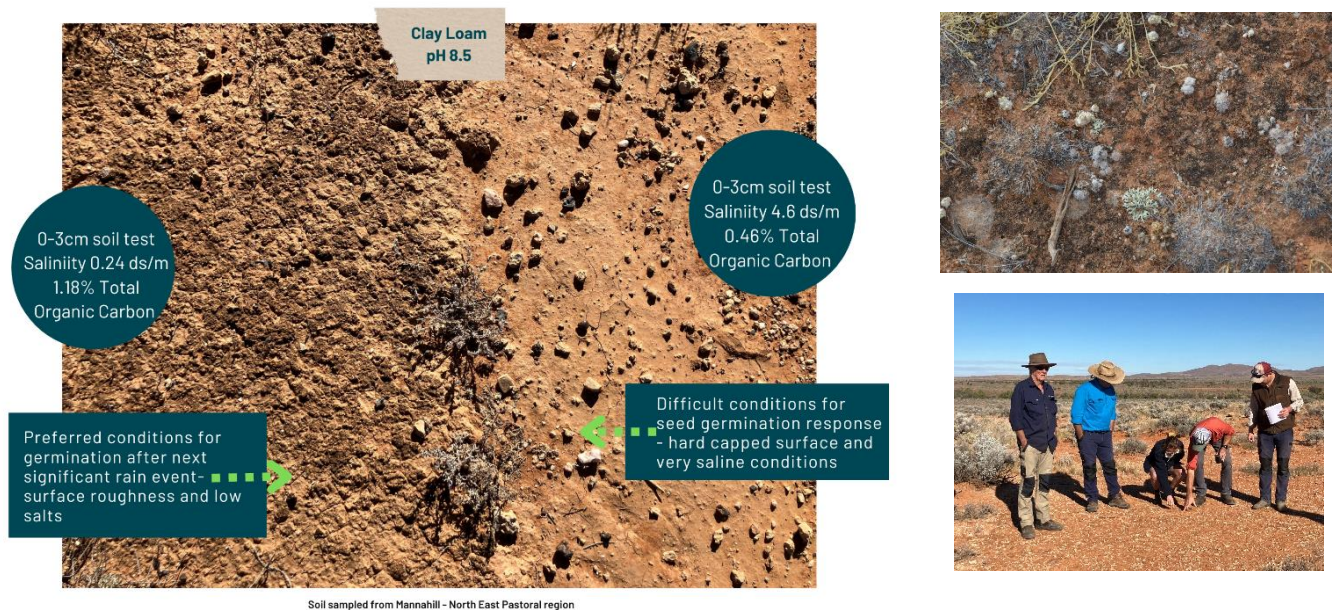 Clay Loam
pH 8.5
0-3cm soil test
Salinity 0.24 ds/m
1.18% Total
Organic Carbon
0-3cm soil test
Saliniity 4.6 ds/m
0.46% Total
Organic Carbon
Preferred conditions for
germination after next
significant rain event-
surface roughness and low
salts
Difficult conditions for
seed germination response
- hard capped surface and
very saline conditions
Soil sampled from Mannahill - North East Pastoral region